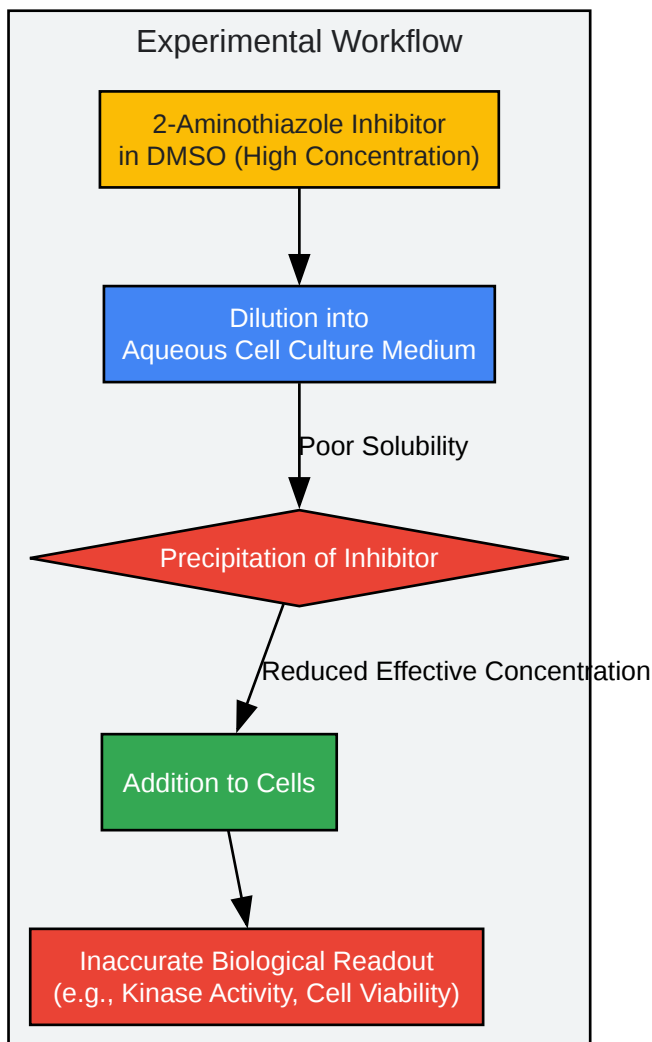 Experimental Workflow
2-Aminothiazole Inhibitor
in DMSO (High Concentration)
Dilution into
Aqueous Cell Culture Medium
Poor Solubility
Precipitation of Inhibitor
Reduced Effective Concentration
Addition to Cells
Inaccurate Biological Readout
(e.g., Kinase Activity, Cell Viability)